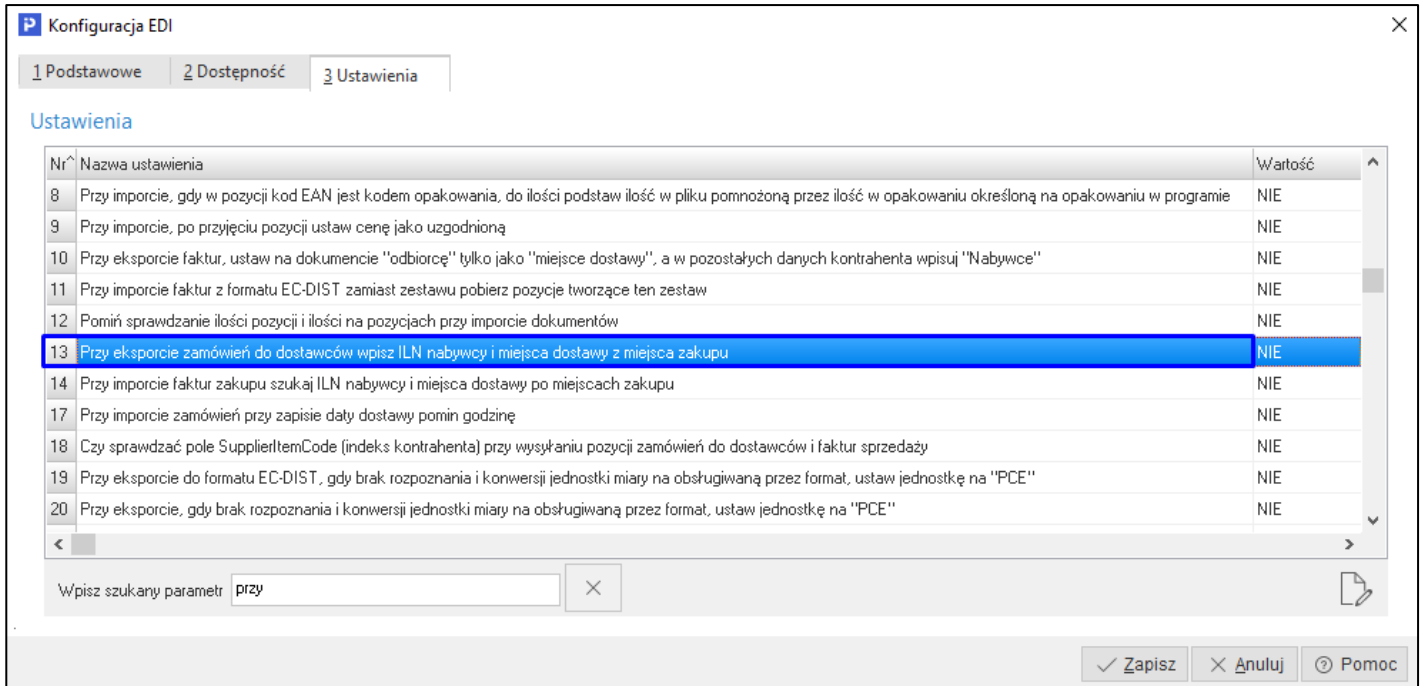 Konfiguracja EDI
1 Podstawowe 2 Dostępność 3 Ustawienia
Ustawienia
Nr^ Nazwa ustawienia Wartość
8 Przy imporcie, gdy w pozycji kod EAN jest kodem opakowania, do ilości podstaw ilość w pliku pomnożoną przez ilość w opakowaniu określoną na opakowaniu w programie NIE
9 Przy imporcie, po przyjęciu pozycji ustaw cenę jako uzgodnioną NIE
10 Przy eksporcie faktur, ustaw na dokumencie "odbiorcę" tylko jako "miejsce dostawy", a w pozostałych danych kontrahenta wpisuj "Nabywce" NIE
11 Przy imporcie faktur z formatu EC-DIST zamiast zestawu pobierz pozycje tworzące ten zestaw NIE
12 Pomiń sprawdzanie ilości pozycji i ilości na pozycjach przy imporcie dokumentów NIE
13 Przy eksporcie zamówień do dostawców wpisz ILN nabywcy i miejsca dostawy z miejsca zakupu NIE
14 Przy imporcie faktur zakupu szukaj ILN nabywcy i miejsca dostawy po miejscach zakupu NIE
17 Przy imporcie zamówień przy zapisie daty dostawy pomin godzinę NIE
18 Czy sprawdzać pole SupplierItemCode (indeks kontrahenta) przy wysyłaniu pozycji zamówień do dostawców i faktur sprzedaży NIE
19 Przy eksporcie do formatu EC-DIST, gdy brak rozpoznania i konwersji jednostki miary na obsługiwaną przez format, ustaw jednostkę na "PCE" NIE
20 Przy eksporcie, gdy brak rozpoznania i konwersji jednostki miary na obsługiwaną przez format, ustaw jednostkę na "PCE" NIE
Wpisz szukany parametr przy
Zapisz Anuluj Pomoc